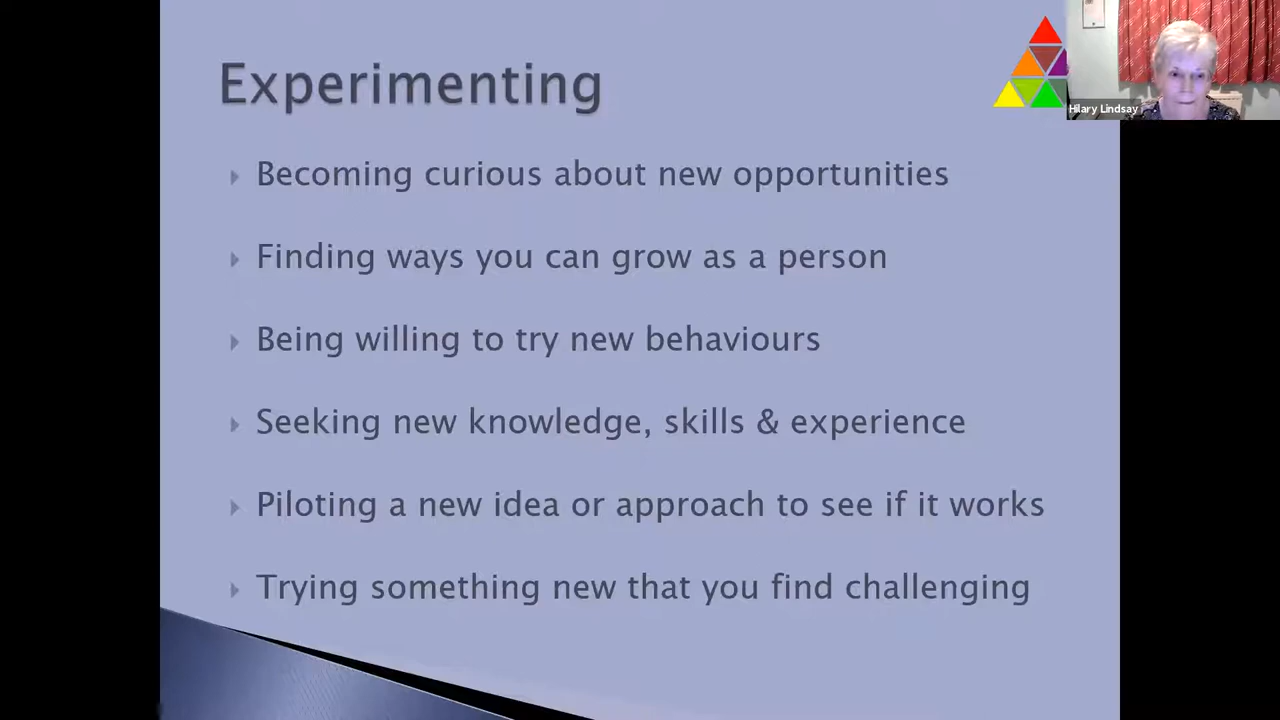 Experimenting
Hilary Lindsay
Becoming curious about new opportunities
Finding ways you can grow as a person
Being willing to try new behaviours
Seeking new knowledge, skills & experience
Piloting a new idea or approach to see if it works
Trying something new that you find challenging